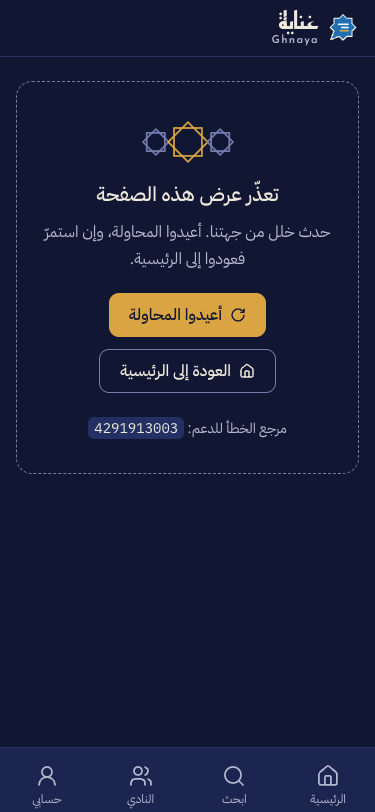 غناية
Ghnaya
تعذّر عرض هذه الصفحة
حدث خلل من جهتنا. أعيدوا المحاولة، وإن استمرّ
فعودوا إلى الرئيسية.
أعيدوا المحاولة
العودة إلى الرئيسية
مرجع الخطأ للدعم: 4291913003
الرئيسية
ابحث
النادي
حسابي